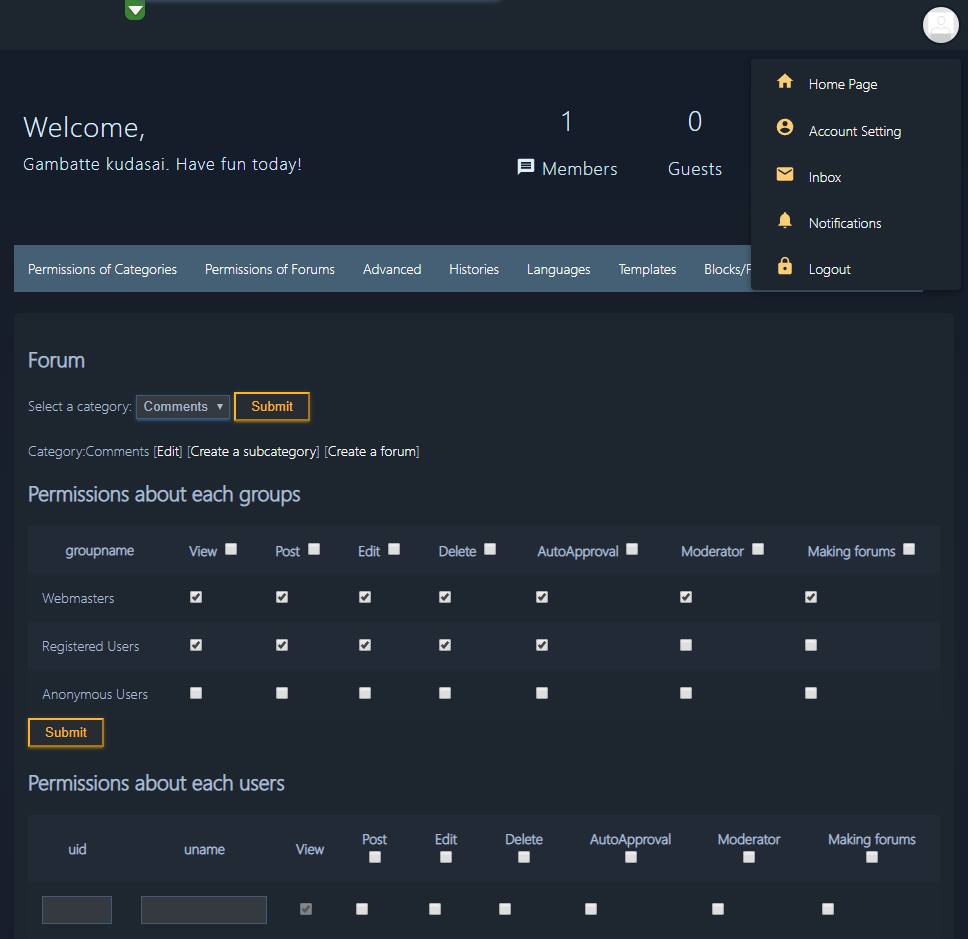 Home Page
Account Setting
Inbox
Notifications
Logout
Welcome,
Gambatte kudasai. Have fun today!
1
Members
0
Guests
Permissions of Categories Permissions of Forums Advanced Histories Languages Templates
Forum
Select a category: Comments ▾ Submit
Category:Comments [Edit] [Create a subcategory] [Create a forum]
Permissions about each groups
groupname View Post Edit Delete AutoApproval Moderator Making forums
Webmasters
Registered Users
Anonymous Users
Submit
Permissions about each users
uid uname View Post Edit Delete AutoApproval Moderator Making forums